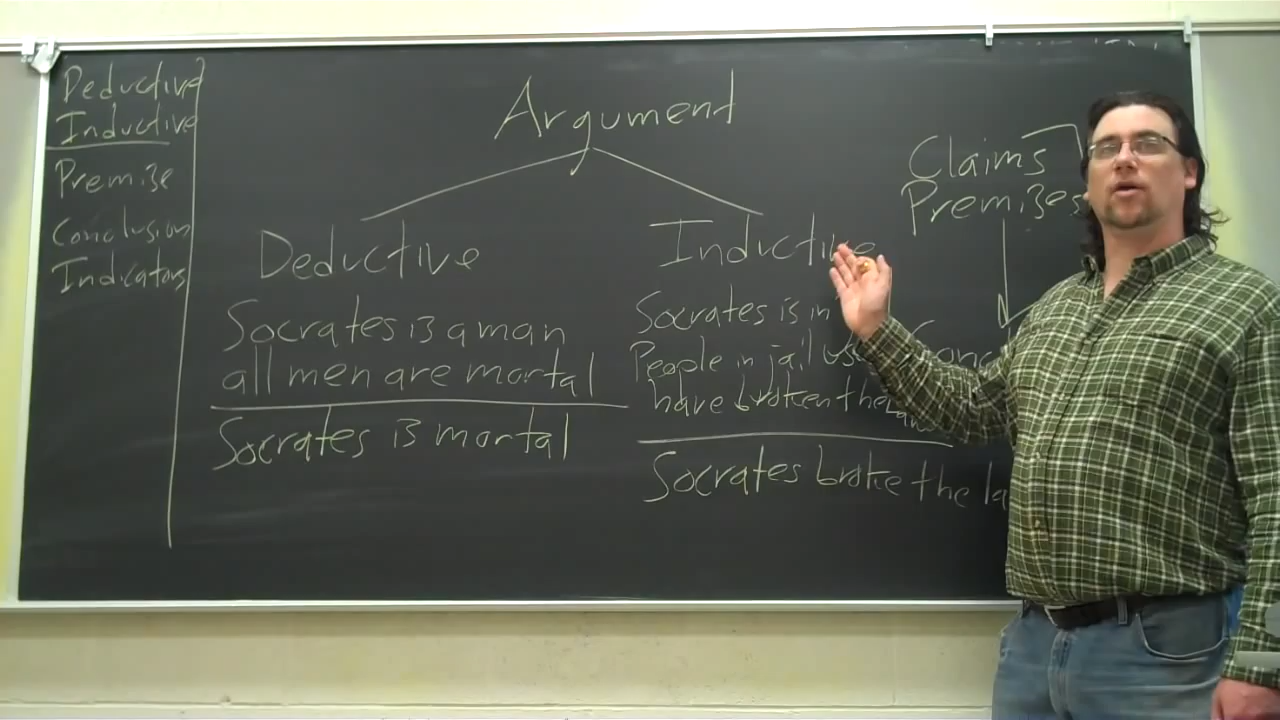 Deductive
Inductive
Premise
Conclusion
Indicators
Argument
Deductive
Socrates is a man
all men are mortal
Socrates is mortal
Inductive
Socrates is in
People in jail
have broken the law
Socrates broke the
Claims
Premises